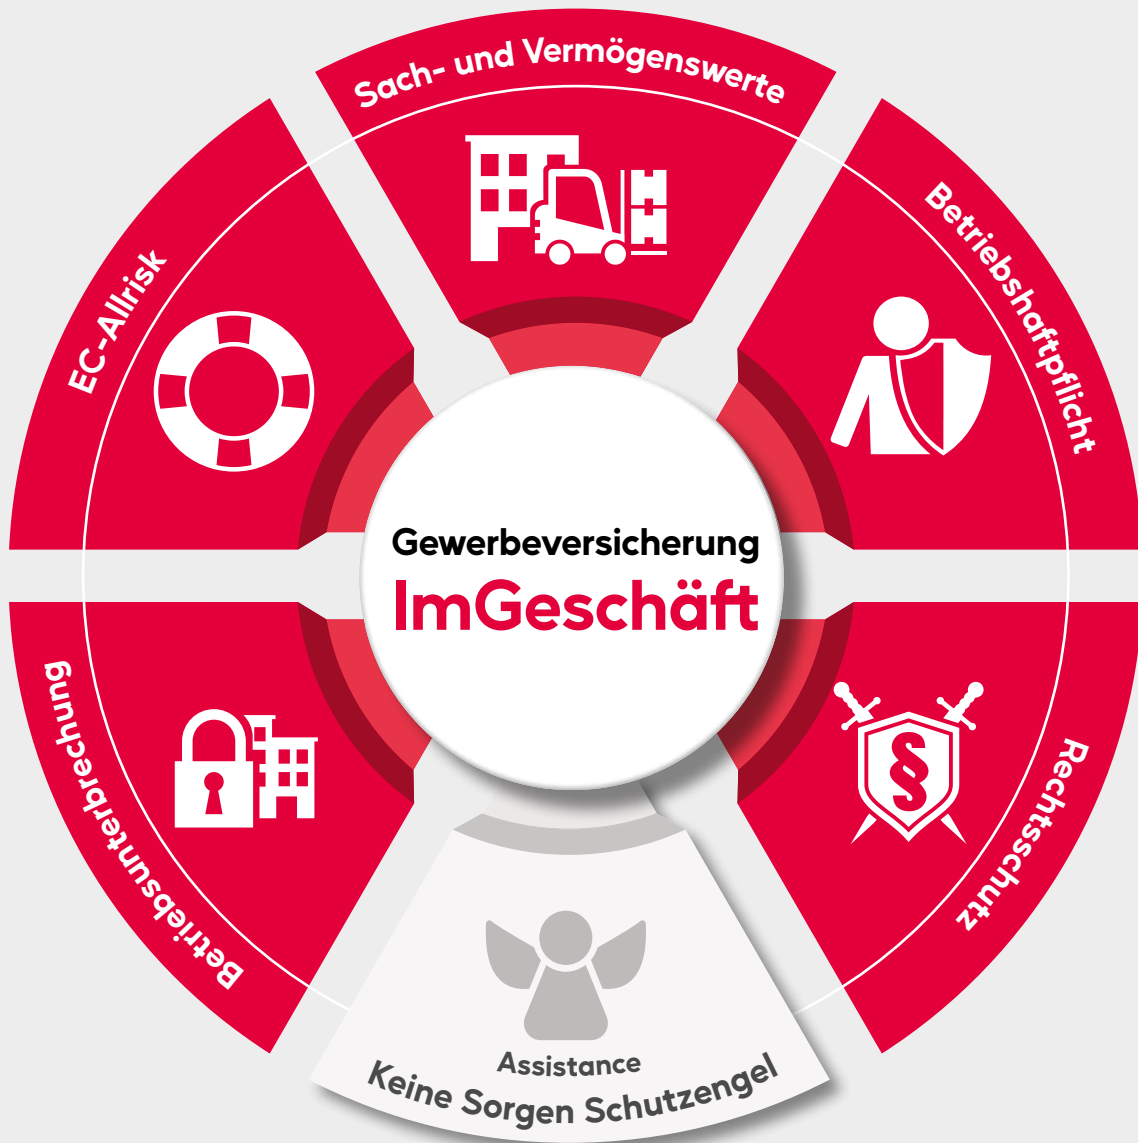 Sach- und Vermögenswerte
Betriebshaftpflicht
EC-Allrisk
Gewerbeversicherung
ImGeschäft
Betriebsunterbrechung
Rechtsschutz
§
Assistance
Keine Sorgen Schutzengel